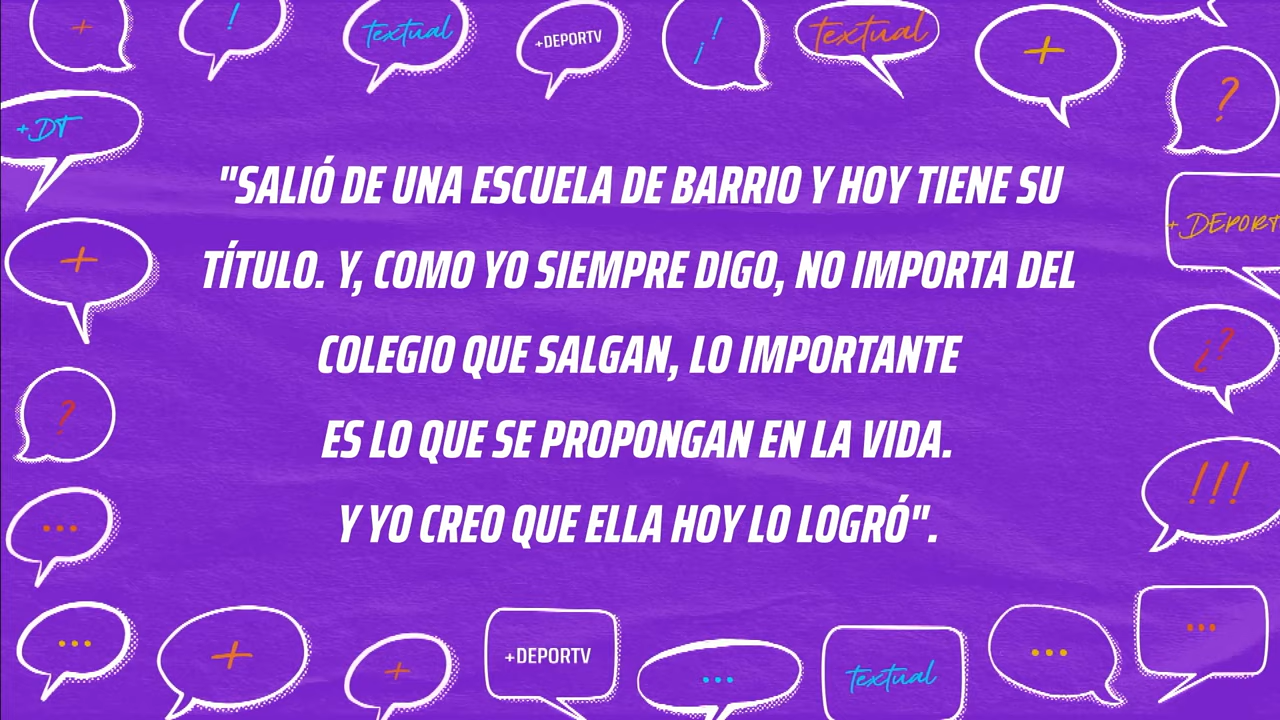 +
!
textual
+DEPORTV
¡!
textual
+
?
+DT
"SALIÓ DE UNA ESCUELA DE BARRIO Y HOY TIENE SU
TÍTULO. Y, COMO YO SIEMPRE DIGO, NO IMPORTA DEL
COLEGIO QUE SALGAN, LO IMPORTANTE
ES LO QUE SE PROPONGAN EN LA VIDA.
Y YO CREO QUE ELLA HOY LO LOGRÓ".
+DEPORT
+
¿?
?
!!!
...
...
+
+
+DEPORTV
...
textual
...
...